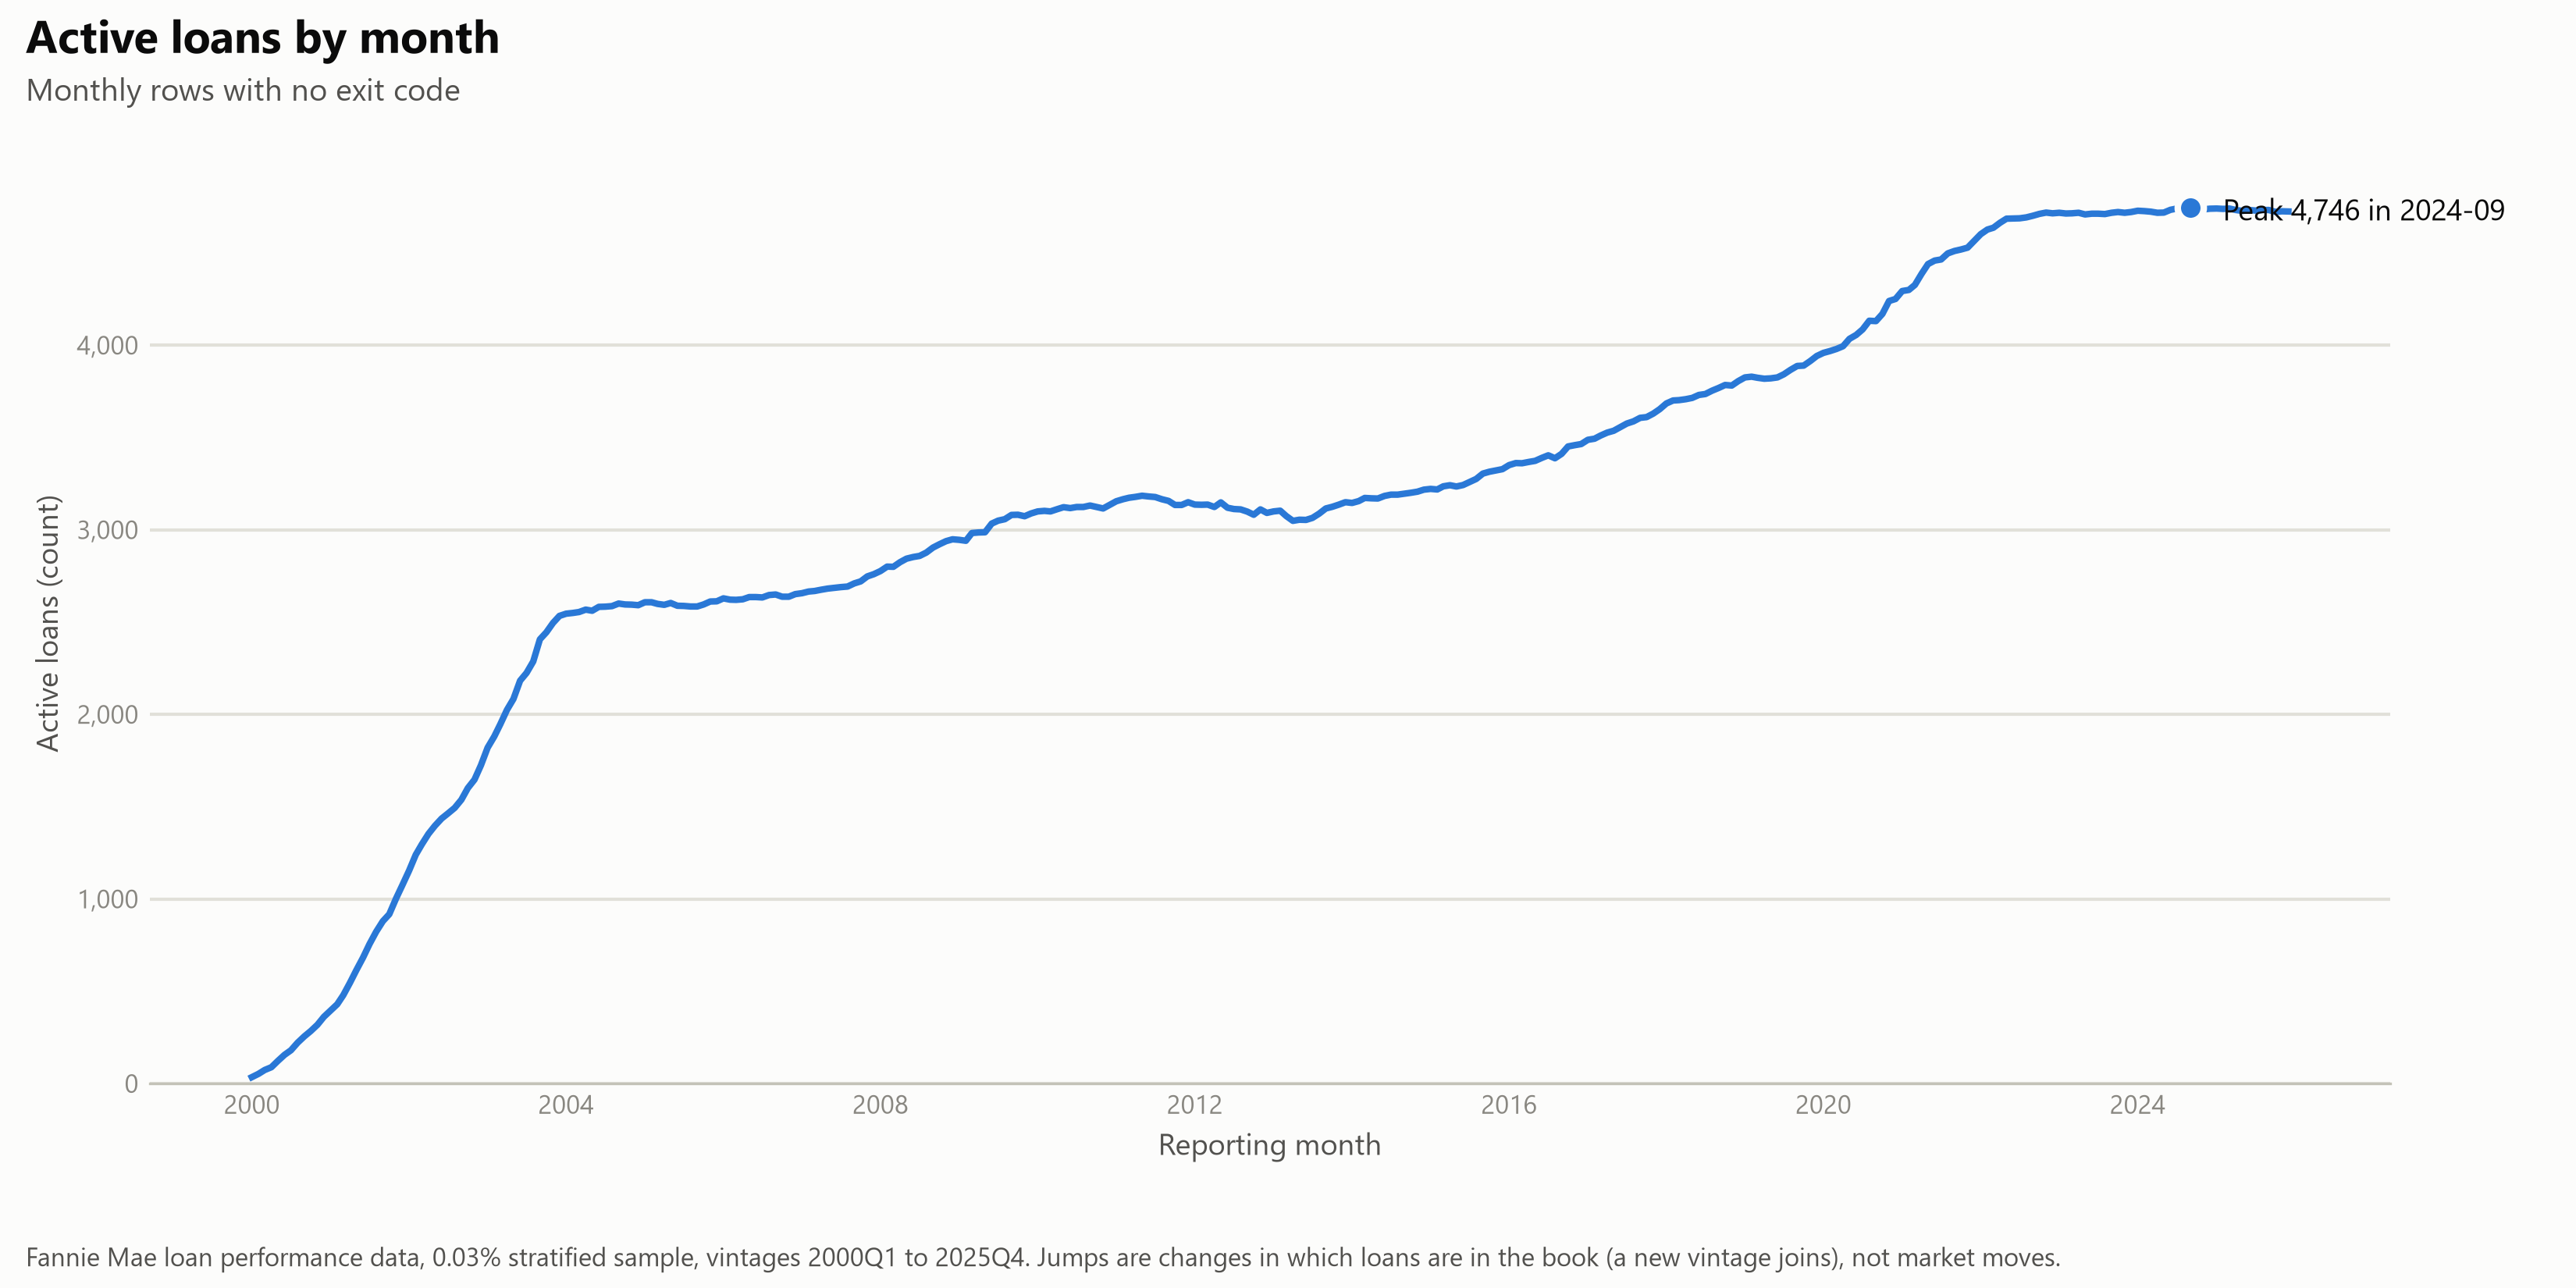 Active loans by month
Monthly rows with no exit code
Peak 4,746 in 2024-09
4,000
3,000
2,000
1,000
0
Active loans (count)
2000
2004
2008
2012
2016
2020
2024
Reporting month
Fannie Mae loan performance data, 0.03% stratified sample, vintages 2000Q1 to 2025Q4. Jumps are changes in which loans are in the book (a new vintage joins), not market moves.